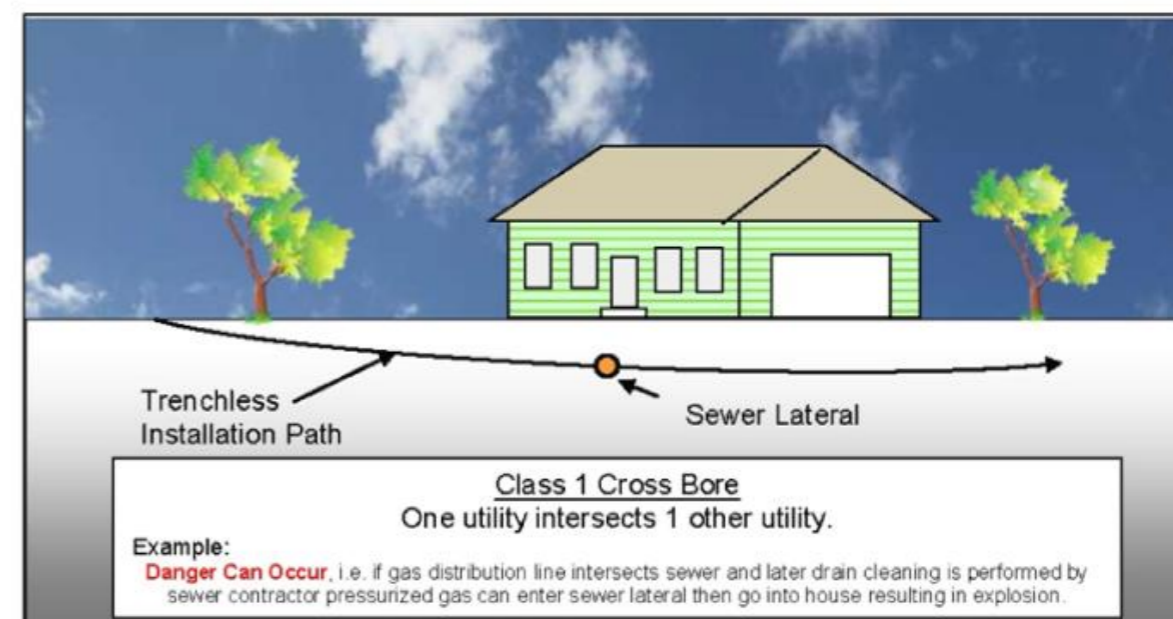 Trenchless
Installation Path
Sewer Lateral
Class 1 Cross Bore
One utility intersects 1 other utility.
Example:
Danger Can Occur, i.e. if gas distribution line intersects sewer and later drain cleaning is performed by
sewer contractor pressurized gas can enter sewer lateral then go into house resulting in explosion.